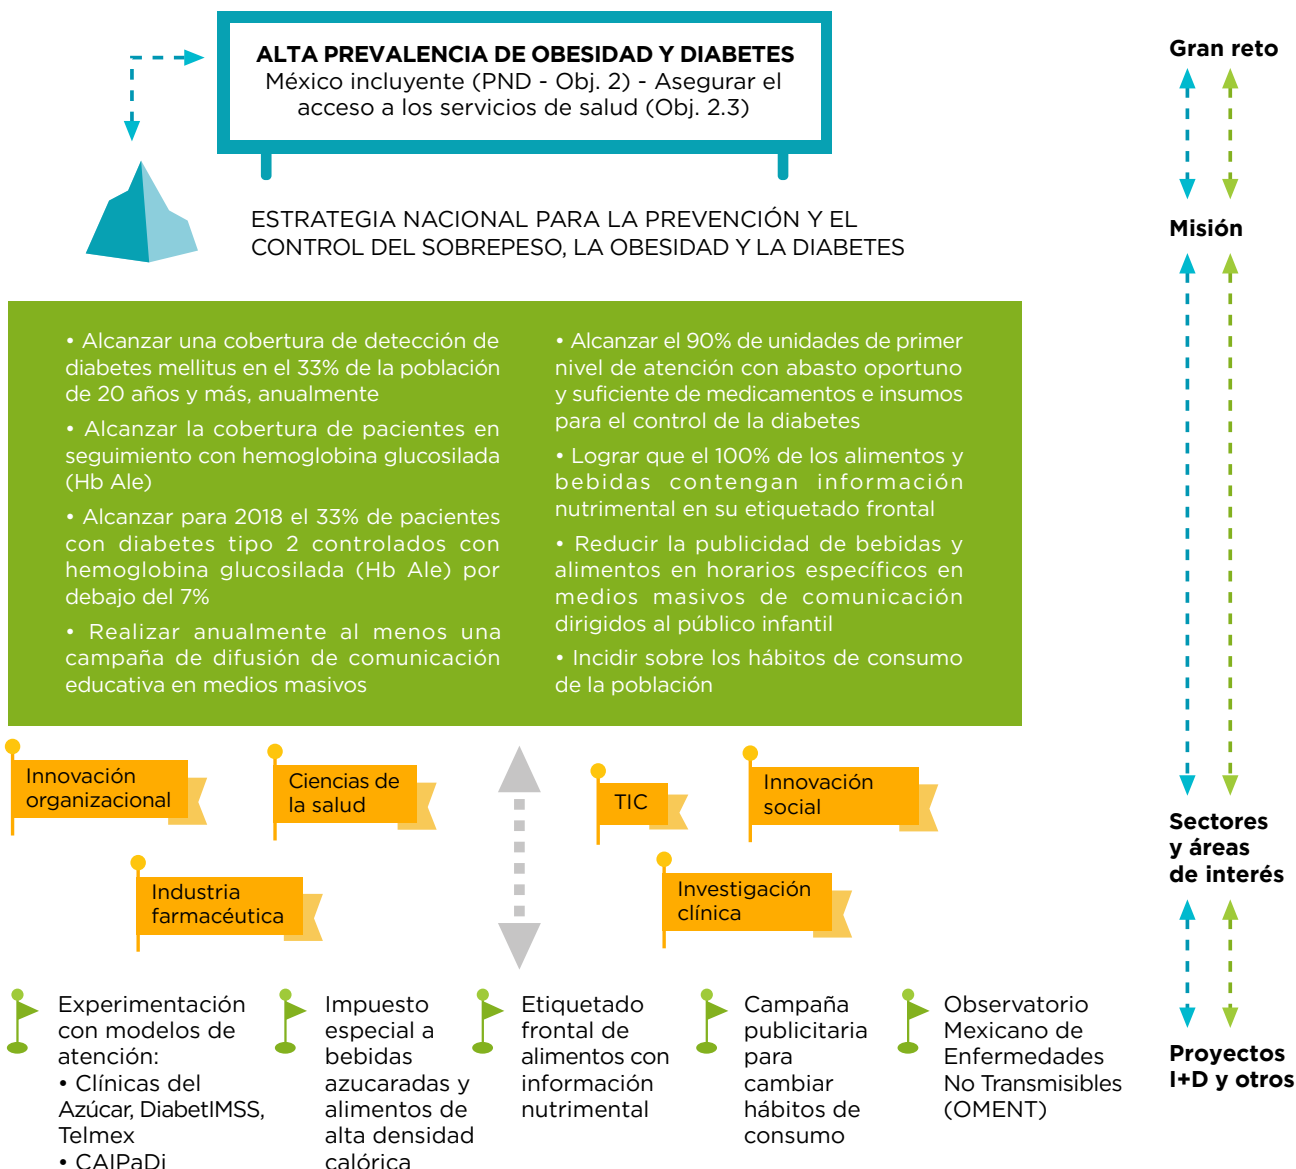 ALTA PREVALENCIA DE OBESIDAD Y DIABETES
México incluyente (PND - Obj. 2) - Asegurar el
acceso a los servicios de salud (Obj. 2.3)
Gran reto
ESTRATEGIA NACIONAL PARA LA PREVENCIÓN Y EL
CONTROL DEL SOBREPESO, LA OBESIDAD Y LA DIABETES
Misión
• Alcanzar una cobertura de detección de
diabetes mellitus en el 33% de la población
de 20 años y más, anualmente
• Alcanzar la cobertura de pacientes en
seguimiento con hemoglobina glucosilada
(Hb Ale)
• Alcanzar para 2018 el 33% de pacientes
con diabetes tipo 2 controlados con
hemoglobina glucosilada (Hb Ale) por
debajo del 7%
• Realizar anualmente al menos una
campaña de difusión de comunicación
educativa en medios masivos
• Alcanzar el 90% de unidades de primer
nivel de atención con abasto oportuno
y suficiente de medicamentos e insumos
para el control de la diabetes
• Lograr que el 100% de los alimentos y
bebidas contengan información
nutrimental en su etiquetado frontal
• Reducir la publicidad de bebidas y
alimentos en horarios específicos en
medios masivos de comunicación
dirigidos al público infantil
• Incidir sobre los hábitos de consumo
de la población
Innovación
organizacional
Ciencias de
la salud
TIC
Innovación
social
Industria
farmacéutica
Investigación
clínica
Sectores
y áreas
de interés
Experimentación
con modelos de
atención:
• Clínicas del
Azúcar, DiabetIMSS,
Telmex
• CAIPaDi
Impuesto
especial a
bebidas
azucaradas y
alimentos de
alta densidad
calórica
Etiquetado
frontal de
alimentos con
información
nutrimental
Campaña
publicitaria
para
cambiar
hábitos de
consumo
Observatorio
Mexicano de
Enfermedades
No Transmisibles
(OMENT)
Proyectos
I+D y otros